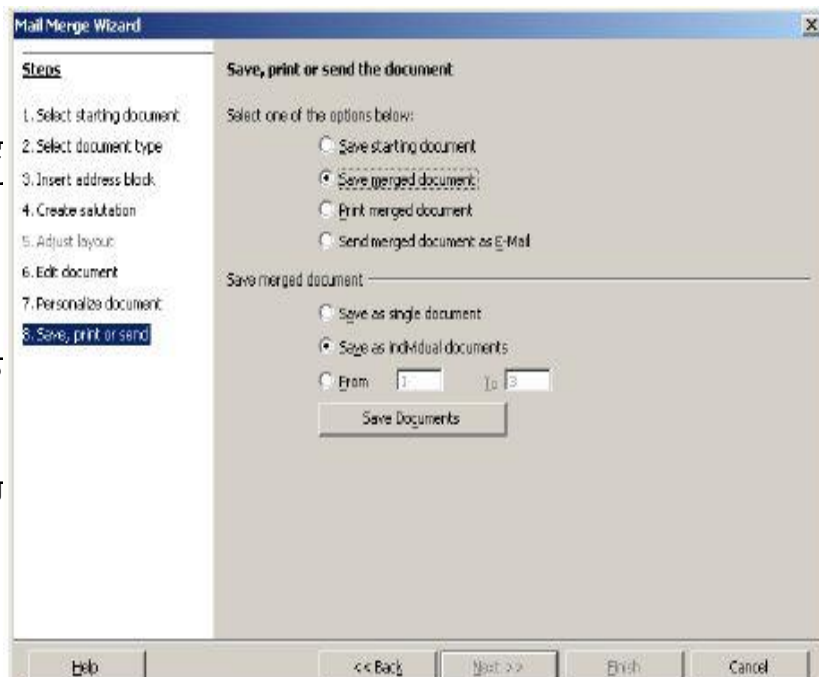 Mail Merge Wizard
Steps
1. Select starting document
2. Select document type
3. Insert address block
4. Create salutation
5. Adjust layout
6. Edit document
7. Personalize document
8. Save, print or send
Save, print or send the document
Select one of the options below:
Save starting document
Save merged document
Print merged document
Send merged document as E-Mail
Save merged document
Save as single document
Save as individual documents
From 1 To 3
Save Documents
Help << Back Next >> Finish Cancel